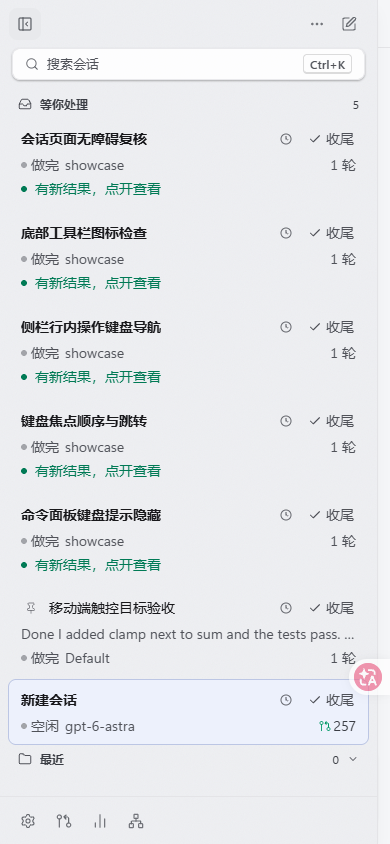 搜索会话 Ctrl+K
等你处理 5
会话页面无障碍复核 收尾
做完 showcase 1 轮
有新结果，点开查看
底部工具栏图标检查 收尾
做完 showcase 1 轮
有新结果，点开查看
侧栏行内操作键盘导航 收尾
做完 showcase 1 轮
有新结果，点开查看
键盘焦点顺序与跳转 收尾
做完 showcase 1 轮
有新结果，点开查看
命令面板键盘提示隐藏 收尾
做完 showcase 1 轮
有新结果，点开查看
移动端触控目标验收 收尾
Done I added clamp next to sum and the tests pass. ...
做完 Default 1 轮
新建会话 收尾
空闲 gpt-6-astra 257
最近 0